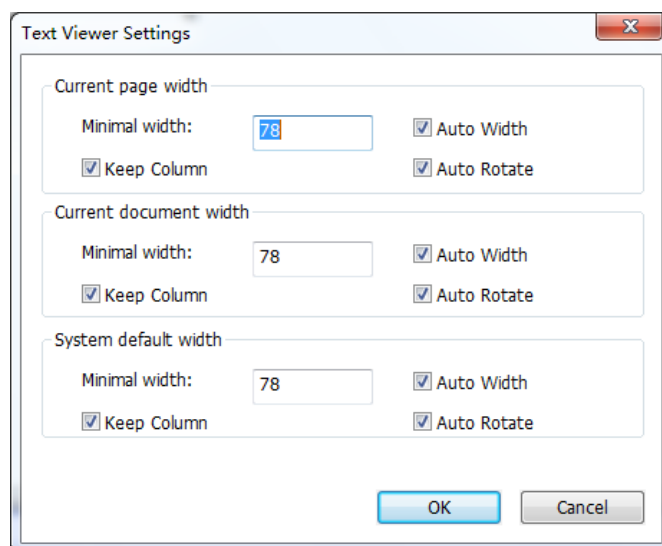 Text Viewer Settings
Current page width
Minimal width: 78 Auto Width
Keep Column Auto Rotate
Current document width
Minimal width: 78 Auto Width
Keep Column Auto Rotate
System default width
Minimal width: 78 Auto Width
Keep Column Auto Rotate
OK Cancel